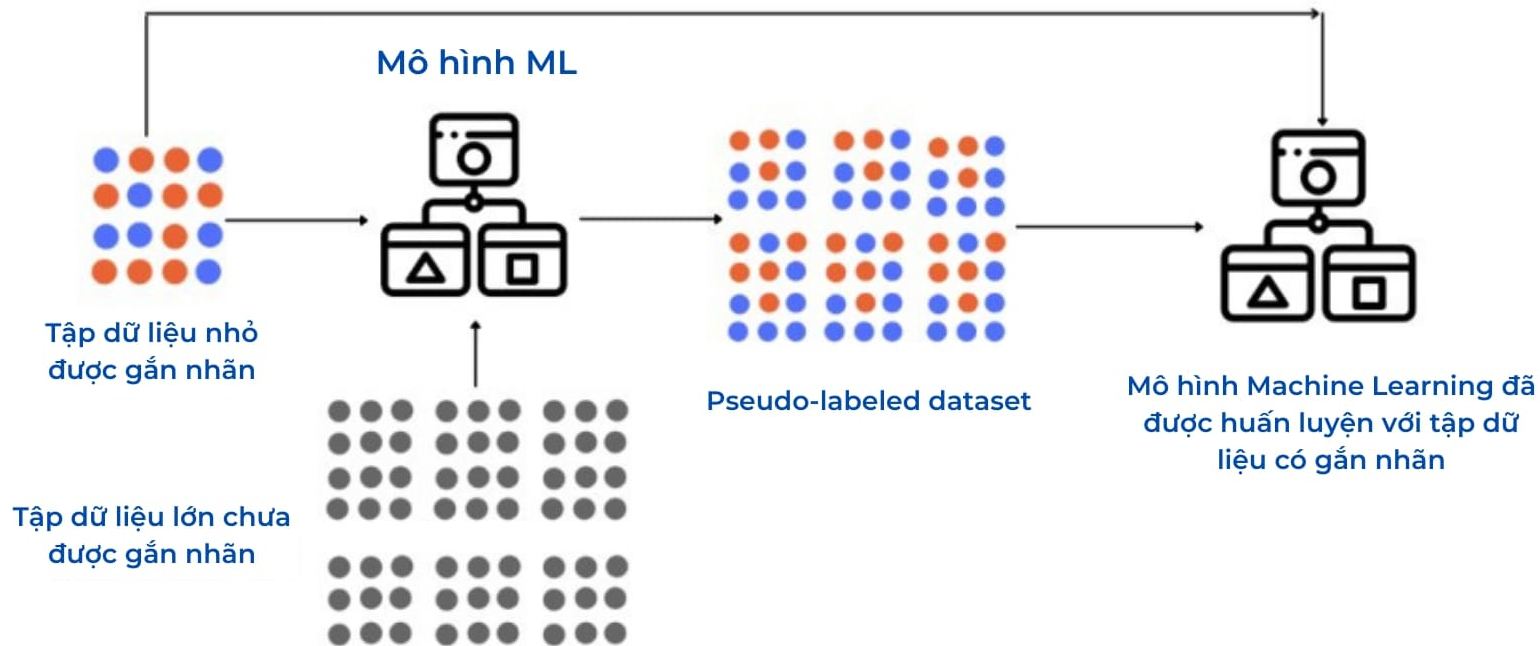 Mô hình ML
Tập dữ liệu nhỏ
được gắn nhãn
Pseudo-labeled dataset
Mô hình Machine Learning đã
được huấn luyện với tập dữ
liệu có gắn nhãn
Tập dữ liệu lớn chưa
được gắn nhãn